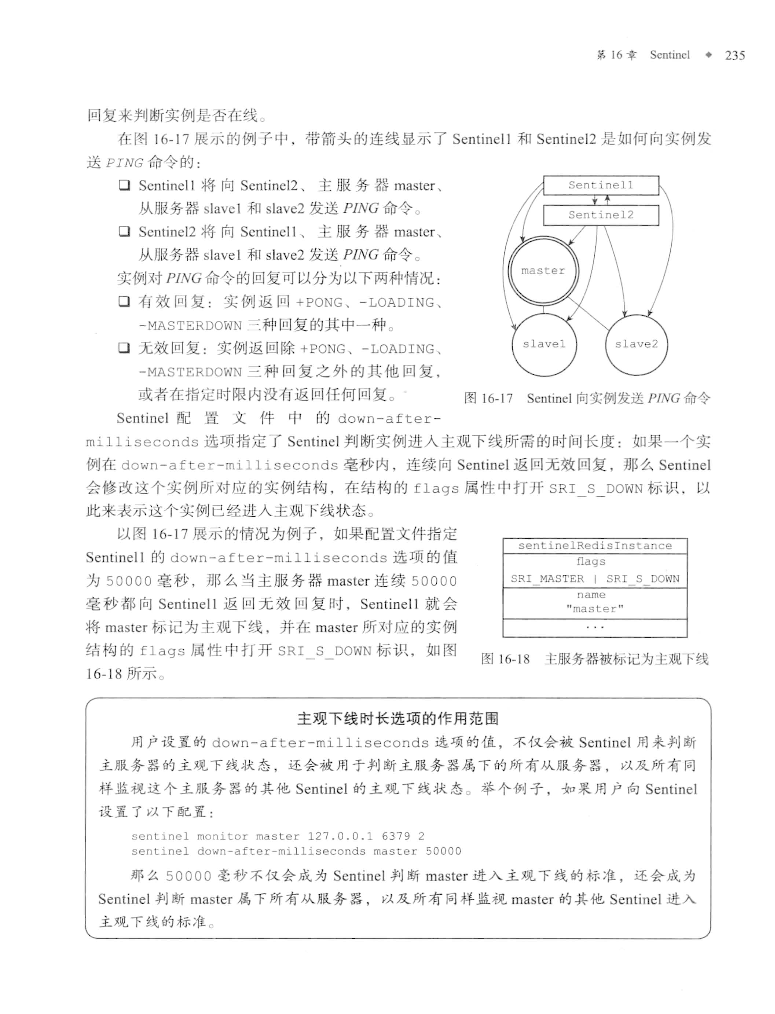 第 16 章 Sentinel ◆ 235
回复来判断实例是否在线。
在图 16-17 展示的例子中，带箭头的连线显示了 Sentinel1 和 Sentinel2 是如何向实例发
送 PING 命令的：
❑ Sentinel1 将向 Sentinel2、主服务器 master、
从服务器 slave1 和 slave2 发送 PING 命令。
❑ Sentinel2 将向 Sentinel1、主服务器 master、
从服务器 slave1 和 slave2 发送 PING 命令。
实例对 PING 命令的回复可以分为以下两种情况：
❑ 有效回复：实例返回 +PONG、-LOADING、
-MASTERDOWN 三种回复的其中一种。
❑ 无效回复：实例返回除 +PONG、-LOADING、
-MASTERDOWN 三种回复之外的其他回复，
或者在指定时限内没有返回任何回复。
Sentinel1
Sentinel2
master
slave1
slave2
图 16-17 Sentinel 向实例发送 PING 命令
Sentinel 配置文件中的 down-after-
milliseconds 选项指定了 Sentinel 判断实例进入主观下线所需的时间长度：如果一个实
例在 down-after-milliseconds 毫秒内，连续向 Sentinel 返回无效回复，那么 Sentinel
会修改这个实例所对应的实例结构，在结构的 flags 属性中打开 SRI_S_DOWN 标识，以
此来表示这个实例已经进入主观下线状态。
以图 16-17 展示的情况为例子，如果配置文件指定
Sentinel1 的 down-after-milliseconds 选项的值
为 50000 毫秒，那么当主服务器 master 连续 50000
毫秒都向 Sentinel1 返回无效回复时，Sentinel1 就会
将 master 标记为主观下线，并在 master 所对应的实例
结构的 flags 属性中打开 SRI_S_DOWN 标识，如图
16-18 所示。
sentinelRedisInstance
flags
SRI_MASTER | SRI_S_DOWN
name
"master"
...
图 16-18 主服务器被标记为主观下线
主观下线时长选项的作用范围
用户设置的 down-after-milliseconds 选项的值，不仅会被 Sentinel 用来判断
主服务器的主观下线状态，还会被用于判断主服务器属下的所有从服务器，以及所有同
样监视这个主服务器的其他 Sentinel 的主观下线状态。举个例子，如果用户向 Sentinel
设置了以下配置：
sentinel monitor master 127.0.0.1 6379 2
sentinel down-after-milliseconds master 50000
那么 50000 毫秒不仅会成为 Sentinel 判断 master 进入主观下线的标准，还会成为
Sentinel 判断 master 属下所有从服务器，以及所有同样监视 master 的其他 Sentinel 进入
主观下线的标准。